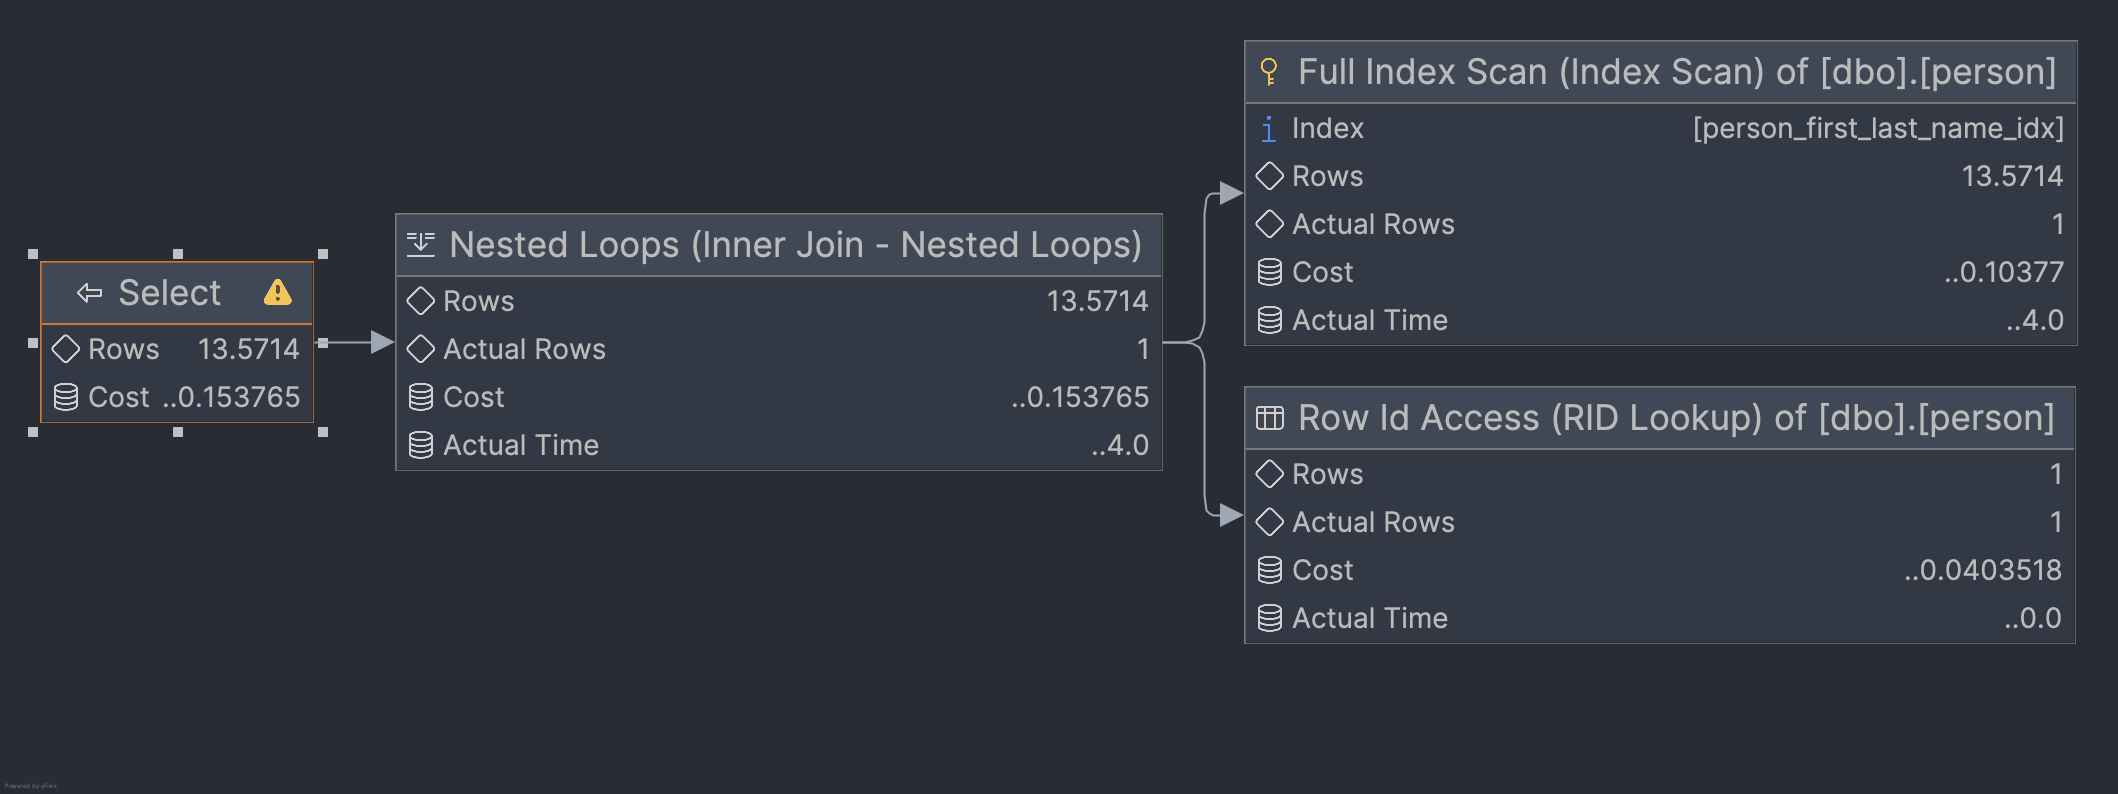 Select
Rows 13.5714
Cost ..0.153765
Nested Loops (Inner Join - Nested Loops)
Rows 13.5714
Actual Rows 1
Cost ..0.153765
Actual Time ..4.0
Full Index Scan (Index Scan) of [dbo].[person]
Index [person_first_last_name_idx]
Rows 13.5714
Actual Rows 1
Cost ..0.10377
Actual Time ..4.0
Row Id Access (RID Lookup) of [dbo].[person]
Rows 1
Actual Rows 1
Cost ..0.0403518
Actual Time ..0.0
Powered by yFiles